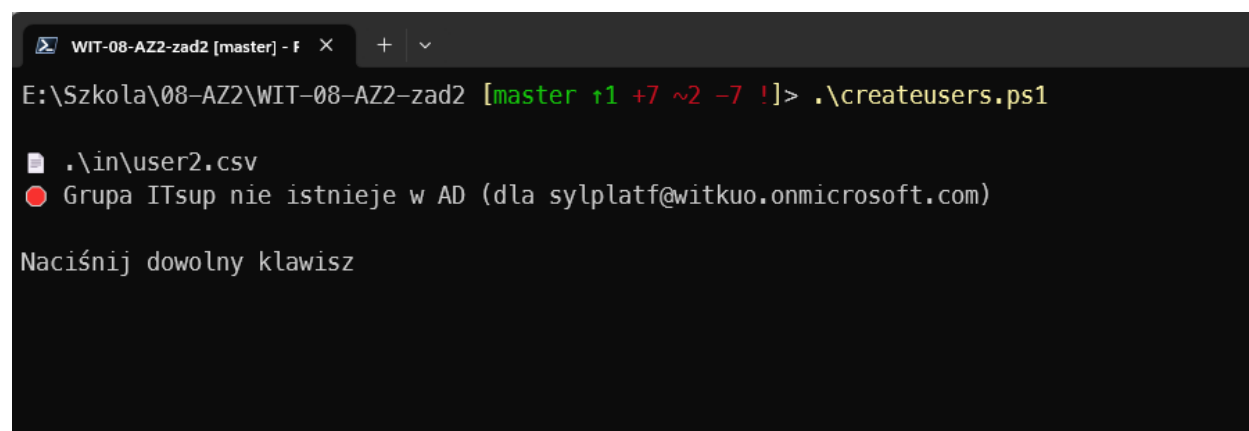 WIT-08-AZ2-zad2 [master] - F
E:\Szkola\08-AZ2\WIT-08-AZ2-zad2 [master ↑1 +7 ~2 -7 !]> .\createusers.ps1
.\in\user2.csv
Grupa ITsup nie istnieje w AD (dla sylplatf@witkuo.onmicrosoft.com)
Naciśnij dowolny klawisz